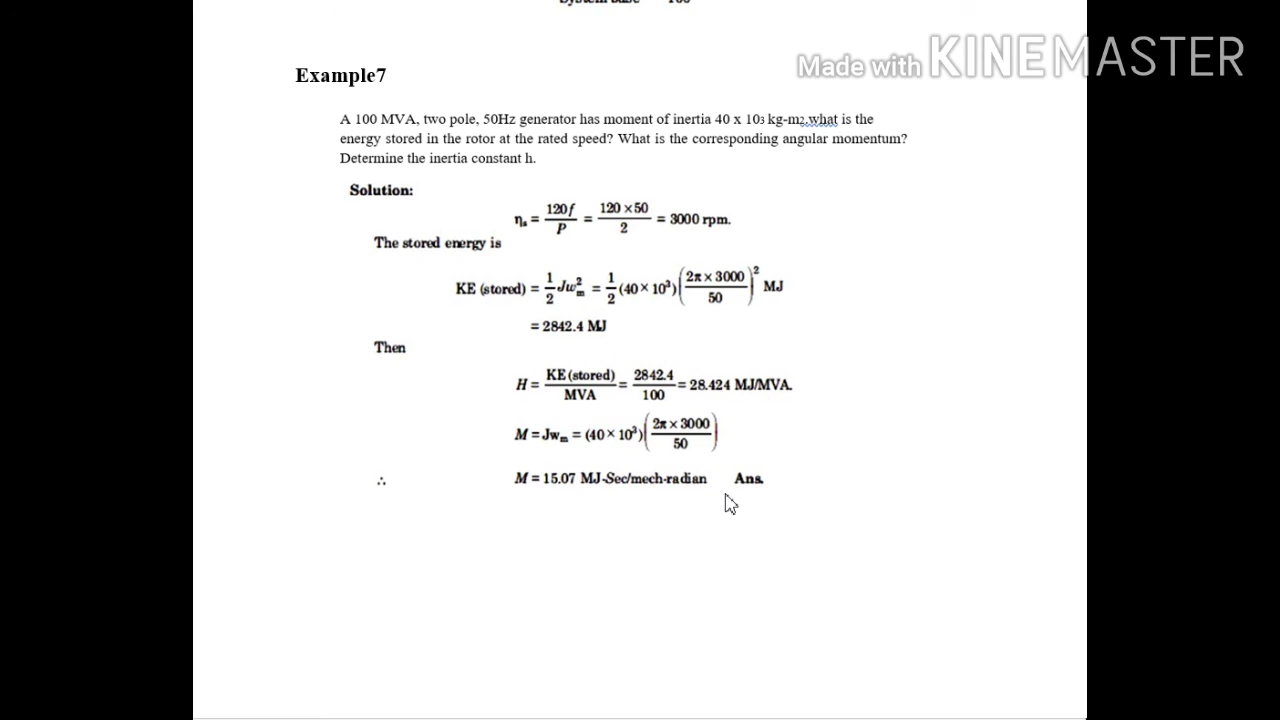 Made with KINEMASTER
Example7
A 100 MVA, two pole, 50Hz generator has moment of inertia 40 x 10₃ kg-m₂.what is the
energy stored in the rotor at the rated speed? What is the corresponding angular momentum?
Determine the inertia constant h.
Solution:
ηₛ = 120f / P = 120 × 50 / 2 = 3000 rpm.
The stored energy is
KE (stored) = 1/2 Jw²ₘ = 1/2 (40 × 10³) (2π × 3000 / 50)² MJ
= 2842.4 MJ
Then
H = KE (stored) / MVA = 2842.4 / 100 = 28.424 MJ/MVA.
M = Jwₘ = (40 × 10³) (2π × 3000 / 50)
∴ M = 15.07 MJ-Sec/mech-radian Ans.